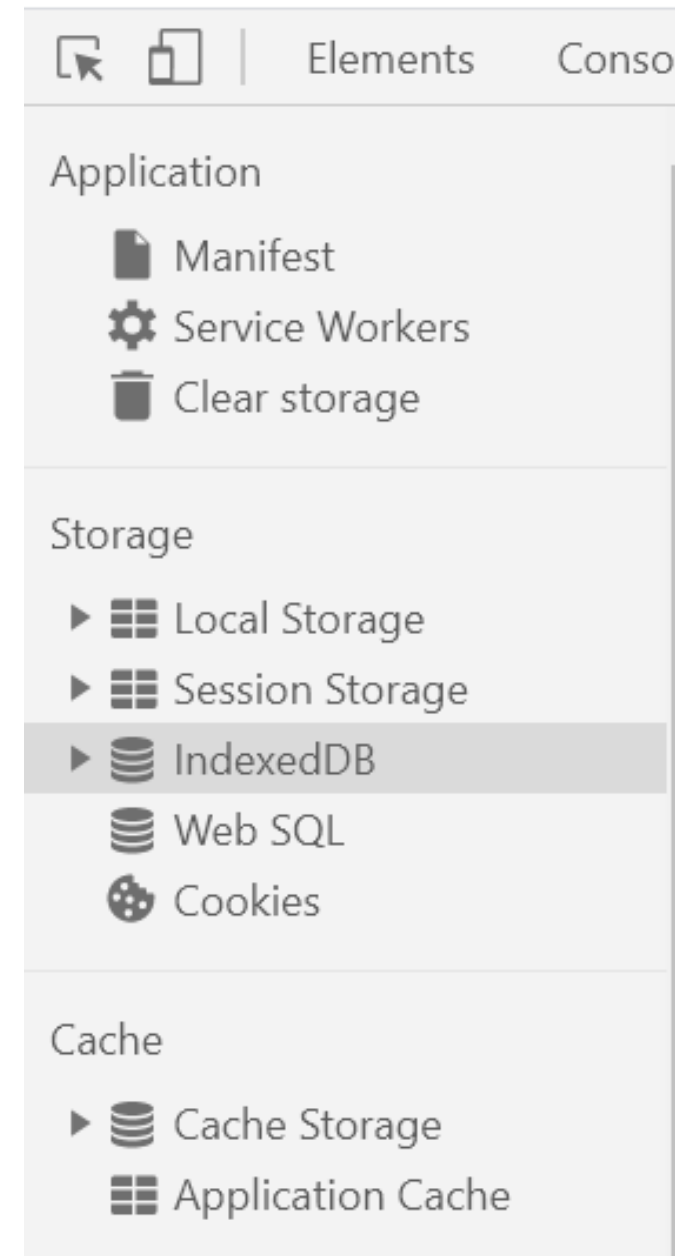 Elements Conso
Application
Manifest
Service Workers
Clear storage
Storage
Local Storage
Session Storage
IndexedDB
Web SQL
Cookies
Cache
Cache Storage
Application Cache